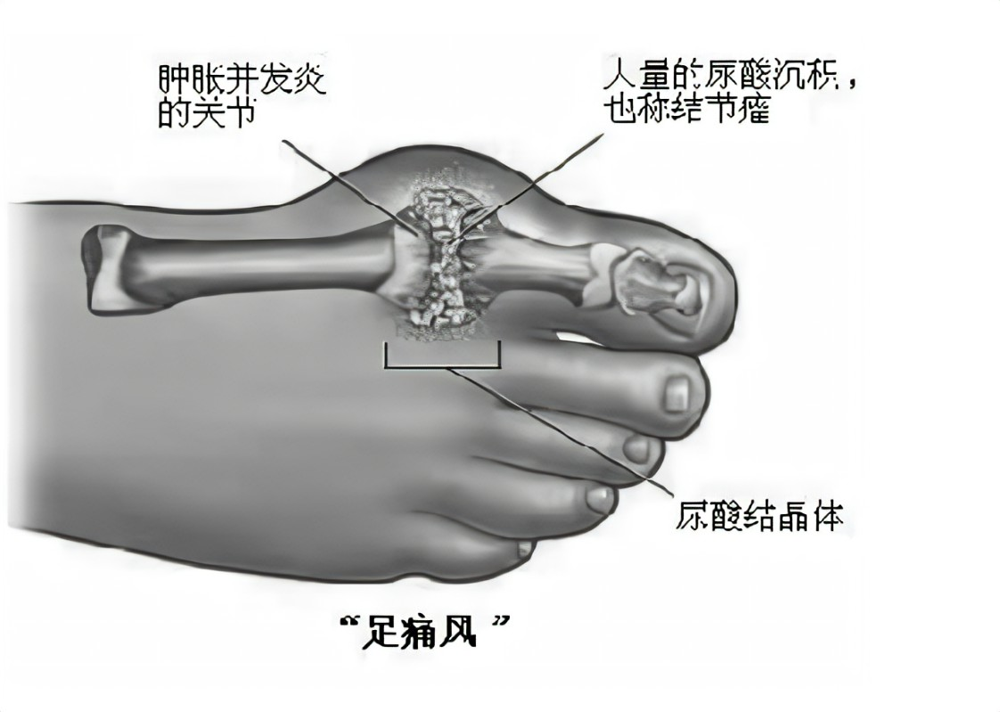 肿胀并发炎
的关节
大量的尿酸沉积，
也称结节瘤
尿酸结晶体
“足痛风”